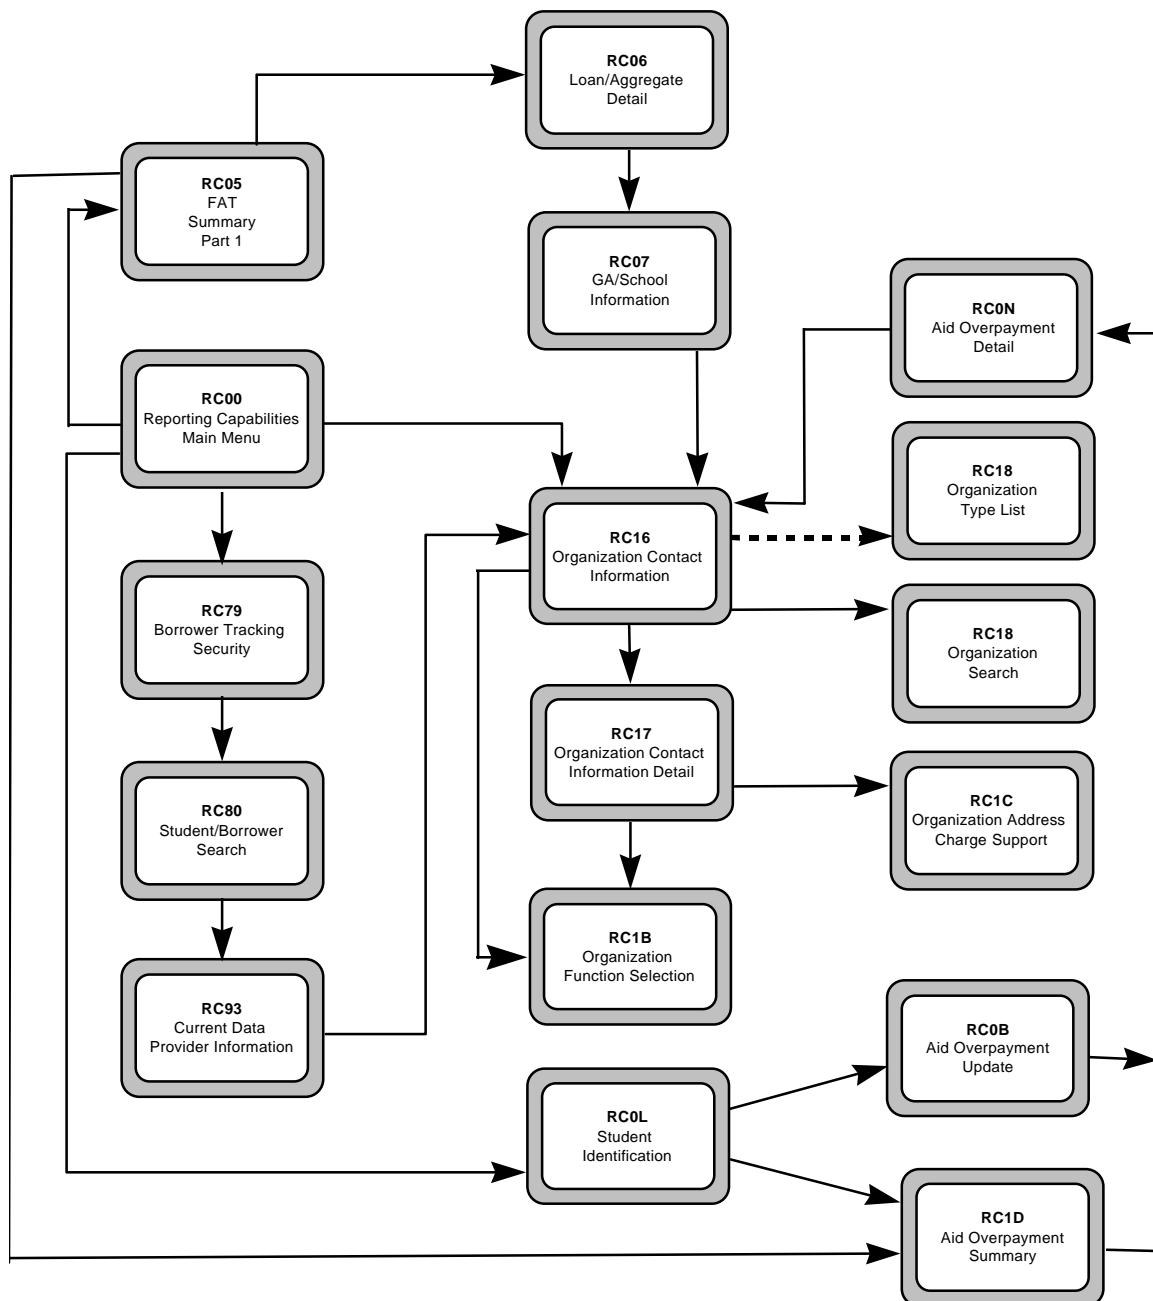 RC06
Loan/Aggregate
Detail
RC05
FAT
Summary
Part 1
RC07
GA/School
Information
RC0N
Aid Overpayment
Detail
RC00
Reporting Capabilities
Main Menu
RC18
Organization
Type List
RC16
Organization Contact
Information
RC79
Borrower Tracking
Security
RC18
Organization
Search
RC17
Organization Contact
Information Detail
RC80
Student/Borrower
Search
RC1C
Organization Address
Charge Support
RC1B
Organization
Function Selection
RC93
Current Data
Provider Information
RC0B
Aid Overpayment
Update
RC0L
Student
Identification
RC1D
Aid Overpayment
Summary